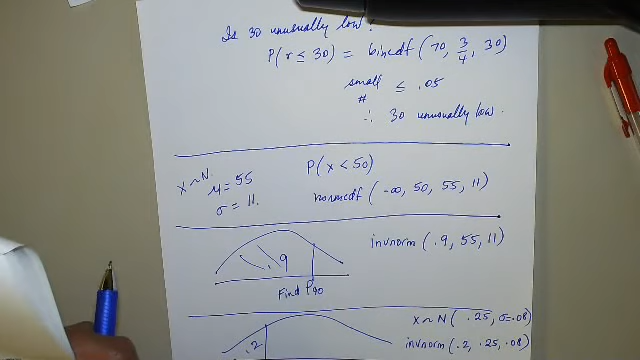 Is 30 unusually low?
P(r ≤ 30) = bincdf (70, 3/4, 30)
small # ≤ .05
∴ 30 unusually low.
x ~ N. P(x < 50)
μ = 55
σ = 11. normcdf (-∞, 50, 55, 11)
.9 invnorm (.9, 55, 11)
Find P90
x ~ N ( .25, σ=.08)
.2 invnorm (.2, .25, .08)